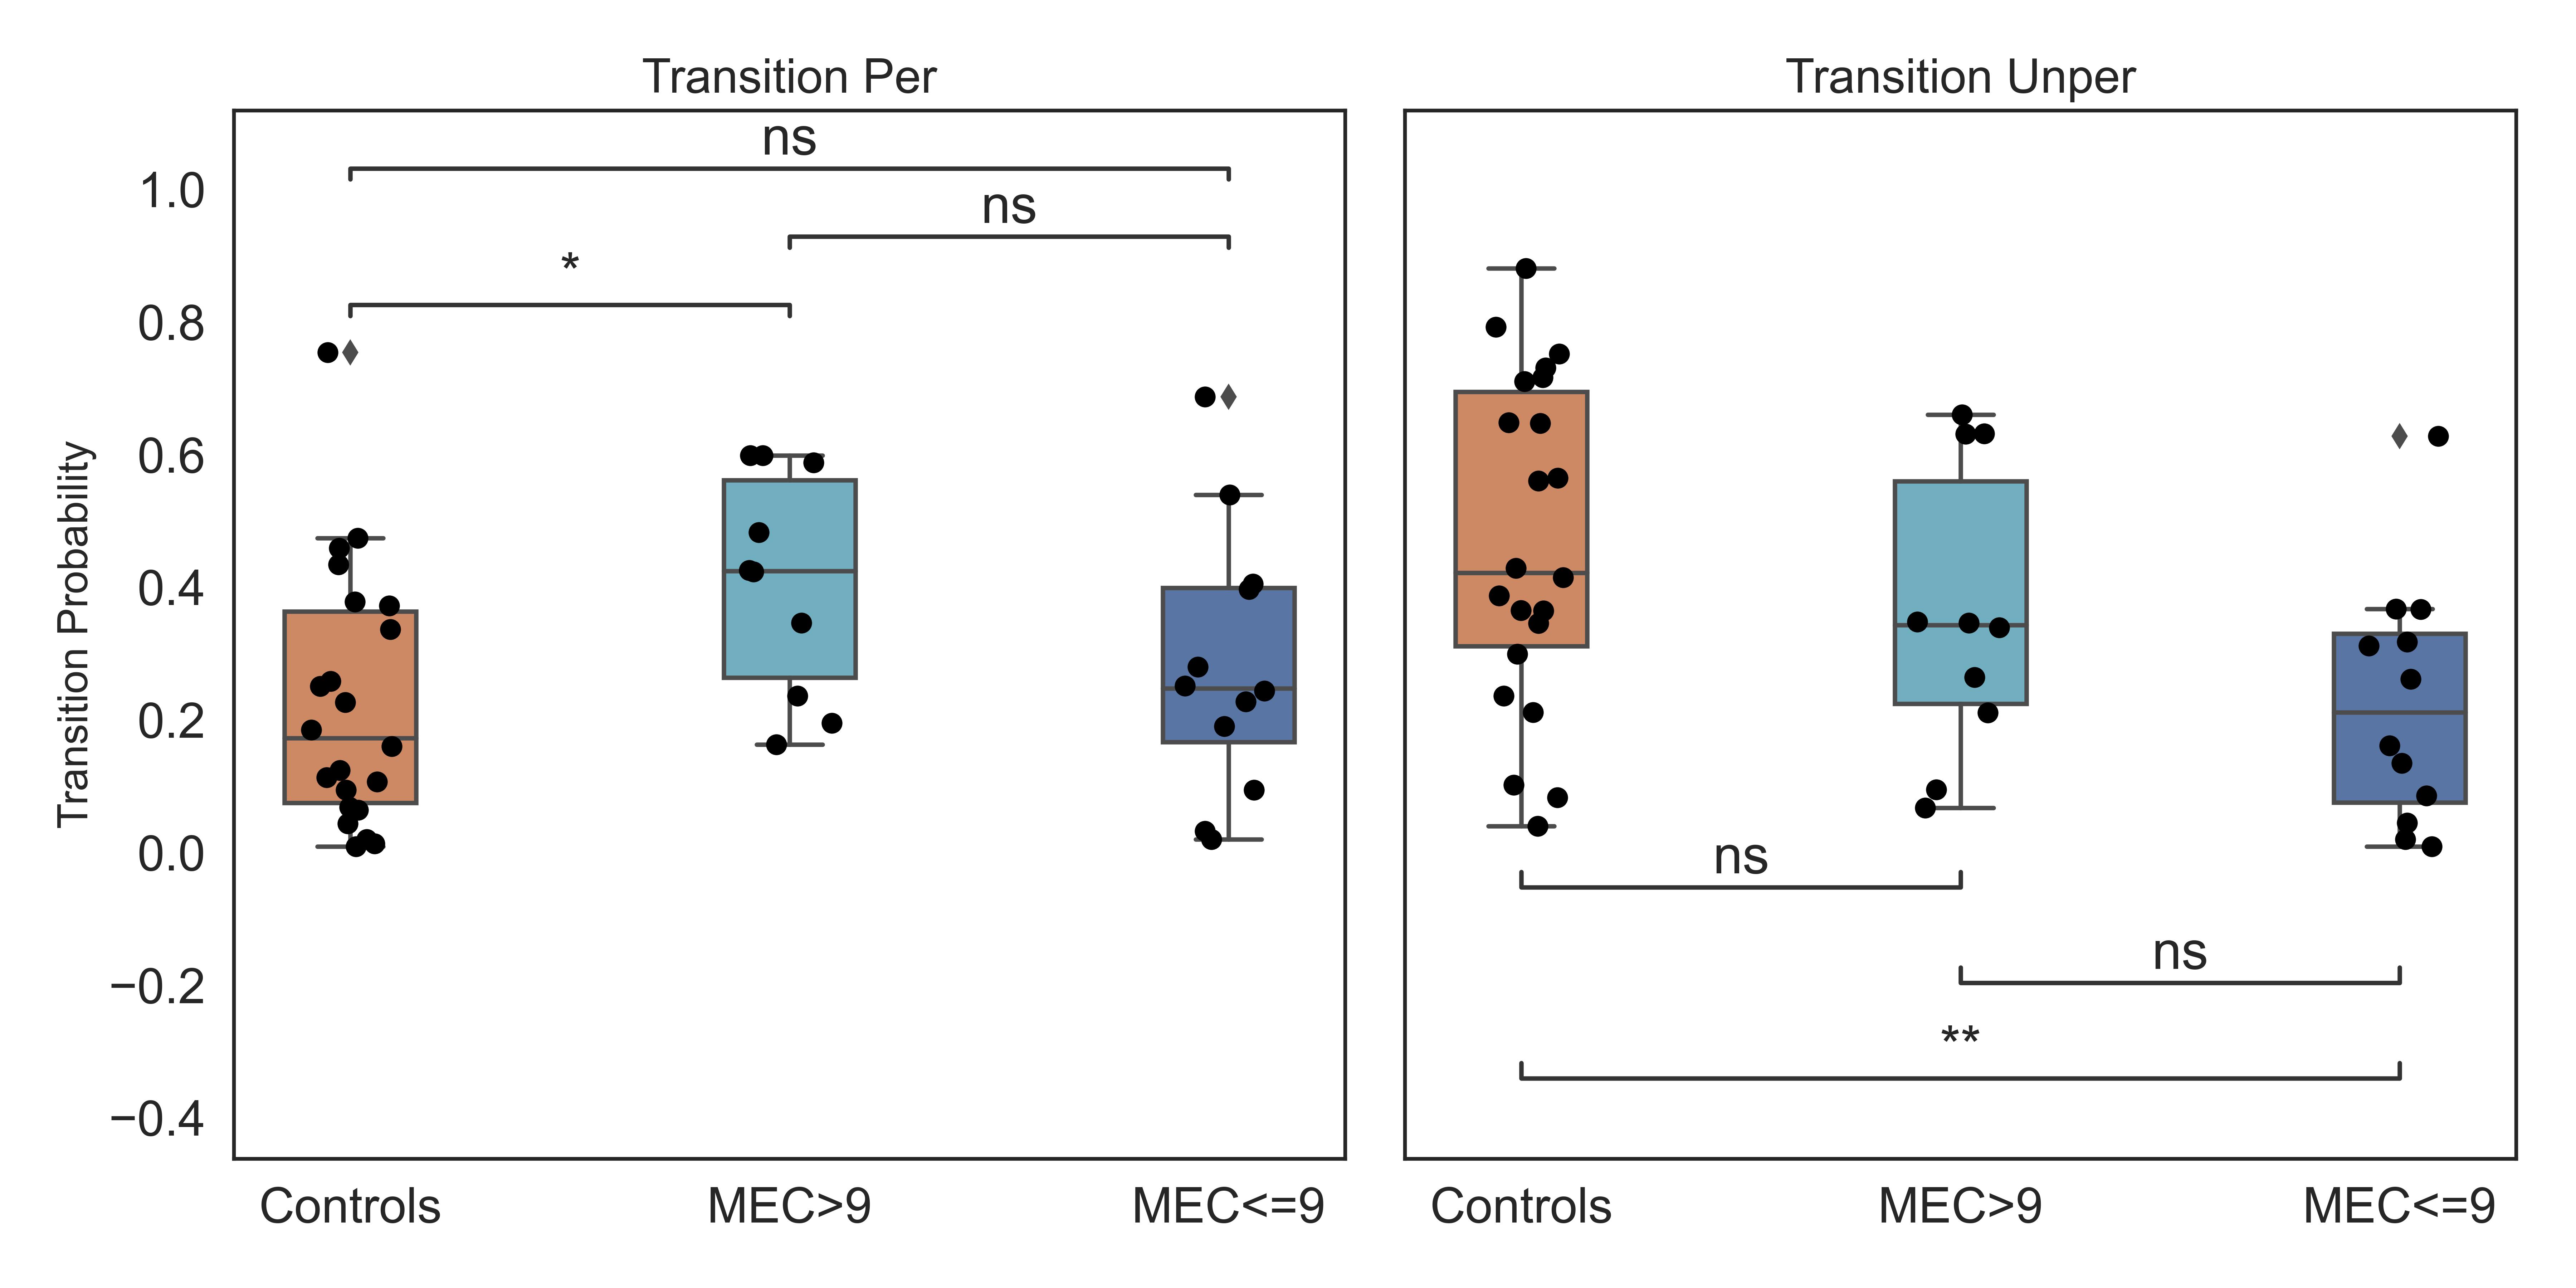 Transition Per
Transition Unper
ns
ns
*
1.0
0.8
0.6
0.4
0.2
0.0
−0.2
−0.4
Transition Probability
ns
ns
**
Controls
MEC>9
MEC<=9
Controls
MEC>9
MEC<=9